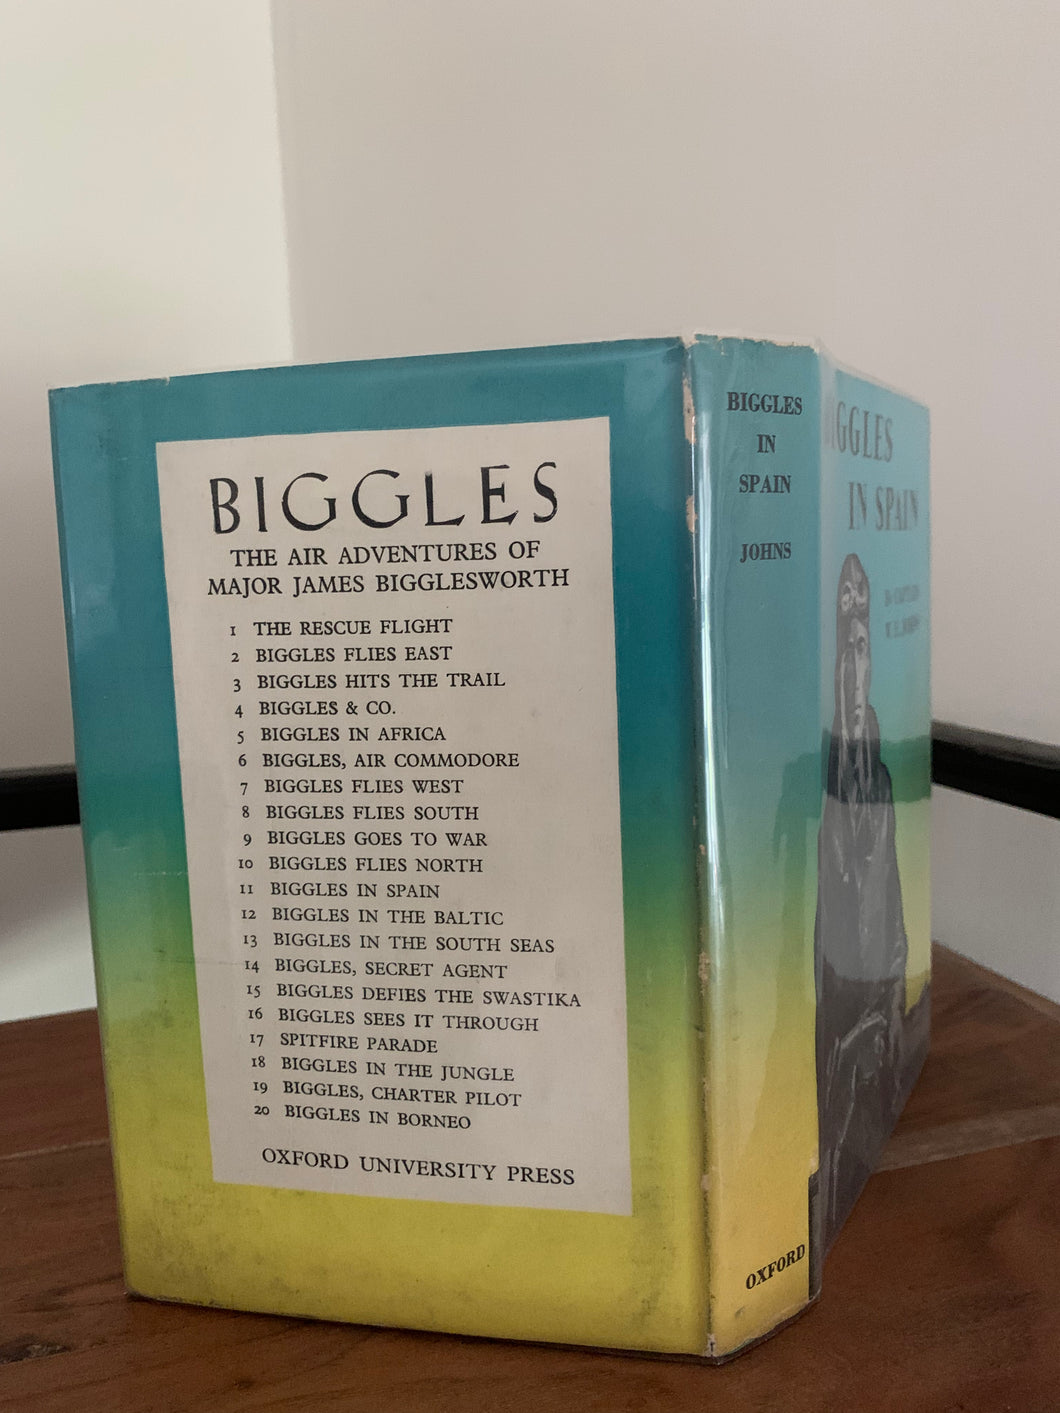 BIGGLES
THE AIR ADVENTURES OF
MAJOR JAMES BIGGLESWORTH
1 THE RESCUE FLIGHT
2 BIGGLES FLIES EAST
3 BIGGLES HITS THE TRAIL
4 BIGGLES & CO.
5 BIGGLES IN AFRICA
6 BIGGLES, AIR COMMODORE
7 BIGGLES FLIES WEST
8 BIGGLES FLIES SOUTH
9 BIGGLES GOES TO WAR
10 BIGGLES FLIES NORTH
11 BIGGLES IN SPAIN
12 BIGGLES IN THE BALTIC
13 BIGGLES IN THE SOUTH SEAS
14 BIGGLES, SECRET AGENT
15 BIGGLES DEFIES THE SWASTIKA
16 BIGGLES SEES IT THROUGH
17 SPITFIRE PARADE
18 BIGGLES IN THE JUNGLE
19 BIGGLES, CHARTER PILOT
20 BIGGLES IN BORNEO
OXFORD UNIVERSITY PRESS
BIGGLES
IN
SPAIN
JOHNS
OXFORD
BIGGLES
IN SPAIN
By CAPTAIN
W. E. JOHNS